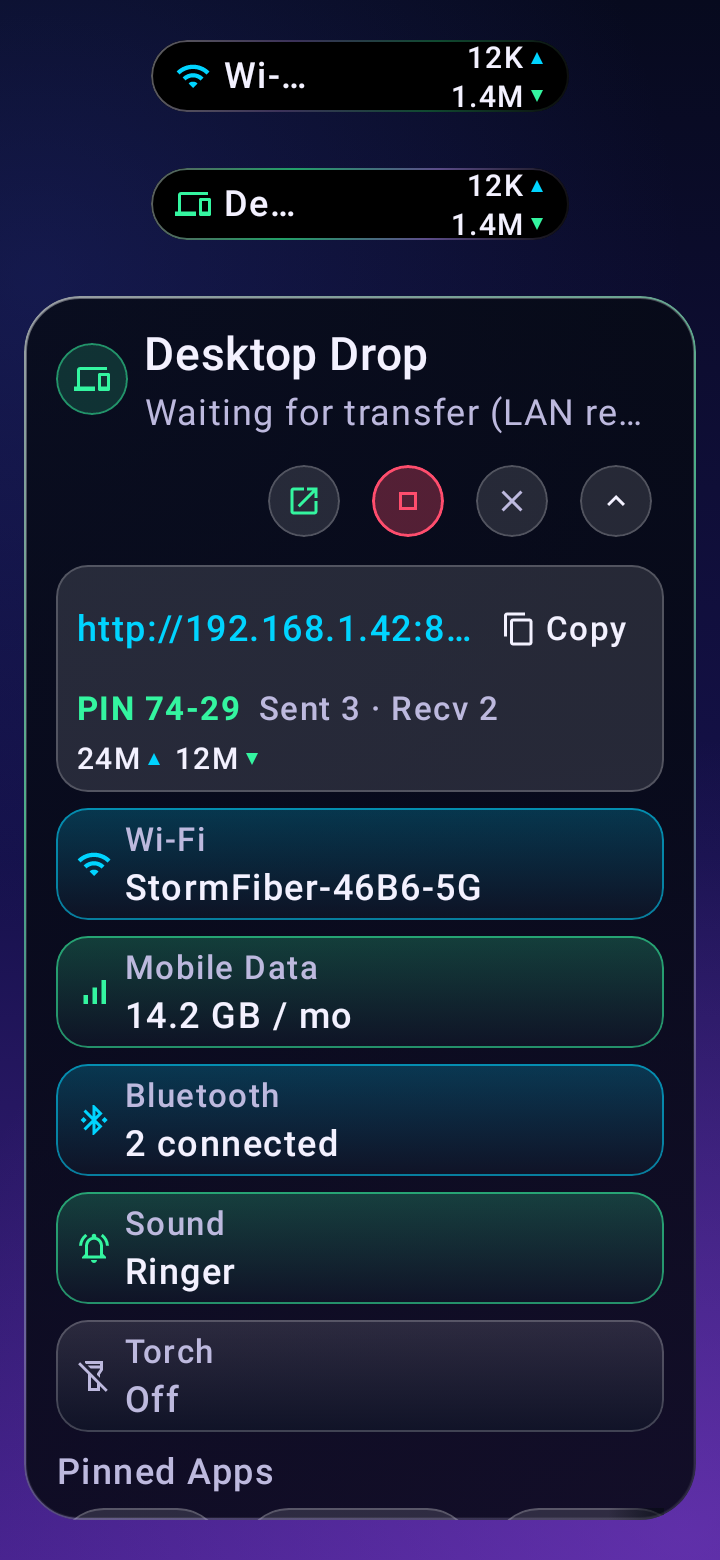 Wi-…
12K
1.4M
De…
12K
1.4M
Desktop Drop
Waiting for transfer (LAN re…
http://192.168.1.42:8…
Copy
PIN 74-29 Sent 3 · Recv 2
24M 12M
Wi-Fi
StormFiber-46B6-5G
Mobile Data
14.2 GB / mo
Bluetooth
2 connected
Sound
Ringer
Torch
Off
Pinned Apps